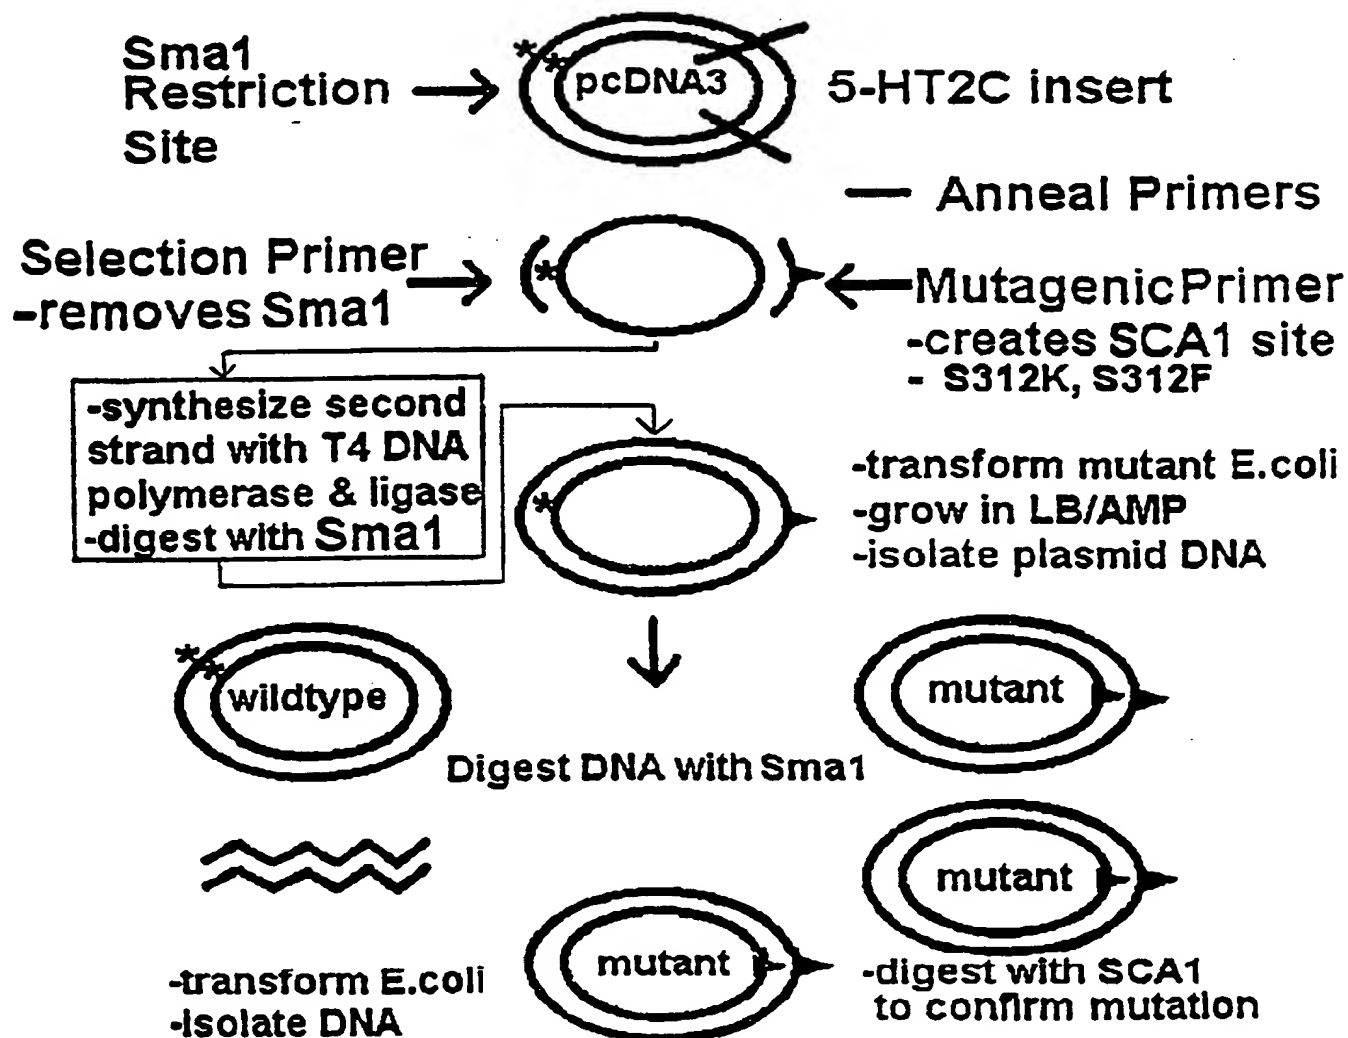 Sma1
Restriction
Site
pcDNA3
5-HT2C insert
Anneal Primers
Selection Primer
-removes Sma1
Mutagenic Primer
-creates SCA1 site
- S312K, S312F
-synthesize second
strand with T4 DNA
polymerase & ligase
-digest with Sma1
-transform mutant E.coli
-grow in LB/AMP
-isolate plasmid DNA
wildtype
mutant
Digest DNA with Sma1
mutant
mutant
-transform E.coli
-isolate DNA
-digest with SCA1
to confirm mutation